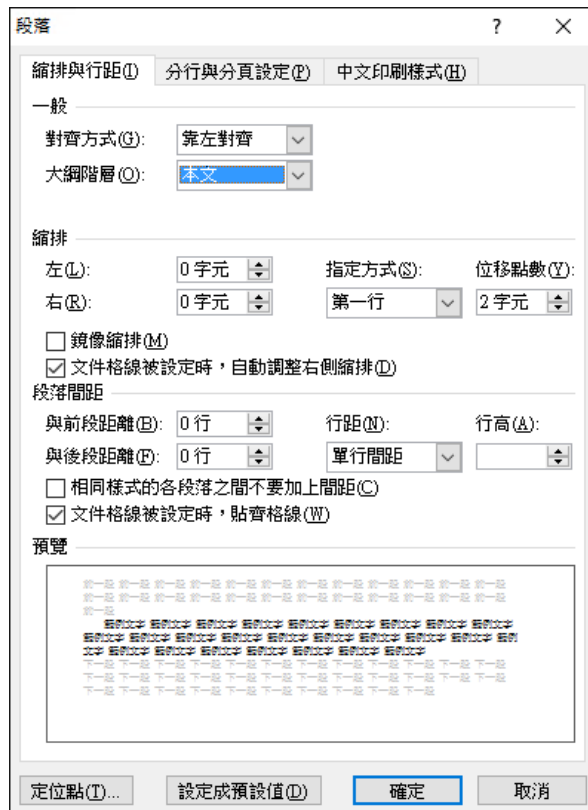 段落
?
縮排與行距(I) 分行與分頁設定(P) 中文印刷樣式(H)
一般
對齊方式(G): 靠左對齊
大綱階層(O): 本文
縮排
左(L): 0 字元 指定方式(S): 位移點數(Y):
右(R): 0 字元 第一行 2 字元
鏡像縮排(M)
文件格線被設定時，自動調整右側縮排(D)
段落間距
與前段距離(B): 0 行 行距(N): 行高(A):
與後段距離(F): 0 行 單行間距
相同樣式的各段落之間不要加上間距(C)
文件格線被設定時，貼齊格線(W)
預覽
定位點(T)... 設定成預設值(D) 確定 取消